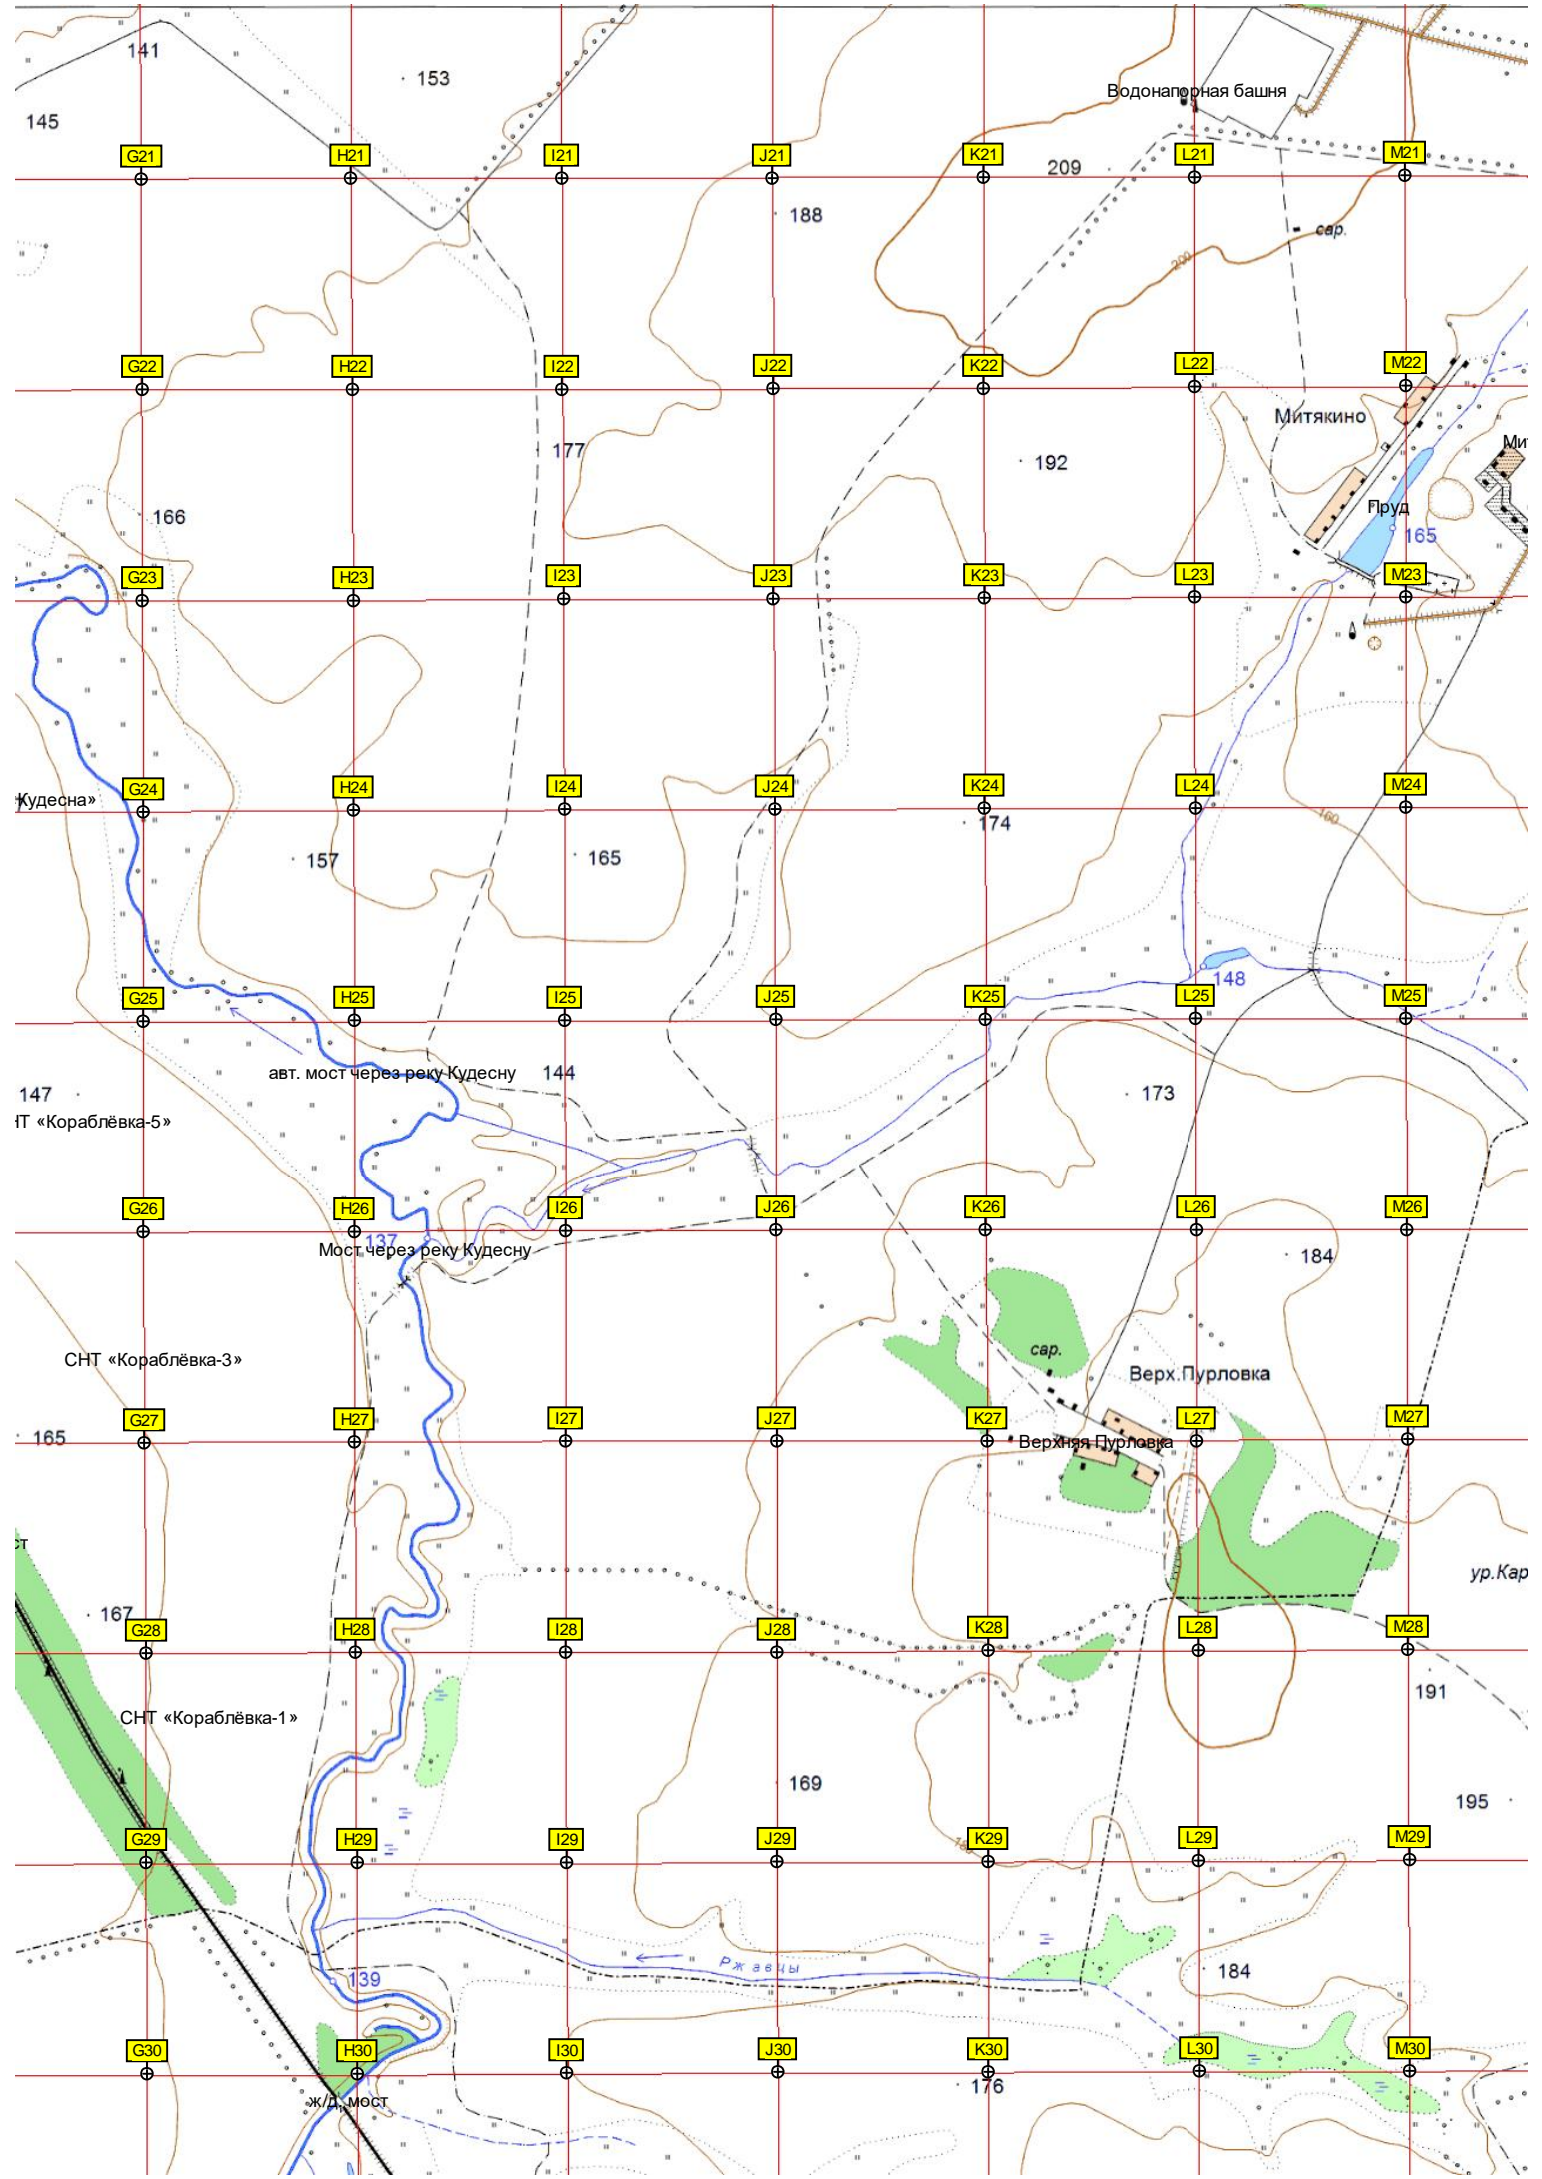 6
141
153
Водонапорная башня
145
G21 H21 I21 J21 K21 L21 M21
209
188
сар.
200
G22 H22 I22 J22 K22 L22 M22
Митякино
Ми
177
192
Пруд
166
165
G23 H23 I23 J23 K23 L23 M23
G24 H24 I24 J24 K24 L24 M24
Кудесна»
160
174
157
165
148
G25 H25 I25 J25 K25 L25 M25
авт. мост через реку Кудесну
144
147
173
НТ «Кораблёвка-5»
G26 H26 I26 J26 K26 L26 M26
137
Мост через реку Кудесну
184
сар.
СНТ «Кораблёвка-3»
Верх.Пурловка
G27 H27 I27 J27 K27 L27 M27
165
Верхняя Пурловка
ст
ур.Кар
167
G28 H28 I28 J28 K28 L28 M28
191
СНТ «Кораблёвка-1»
169
195
G29 H29 I29 J29 K29 L29 M29
Ржавцы
139
184
G30 H30 I30 J30 K30 L30 M30
176
ж/д мост